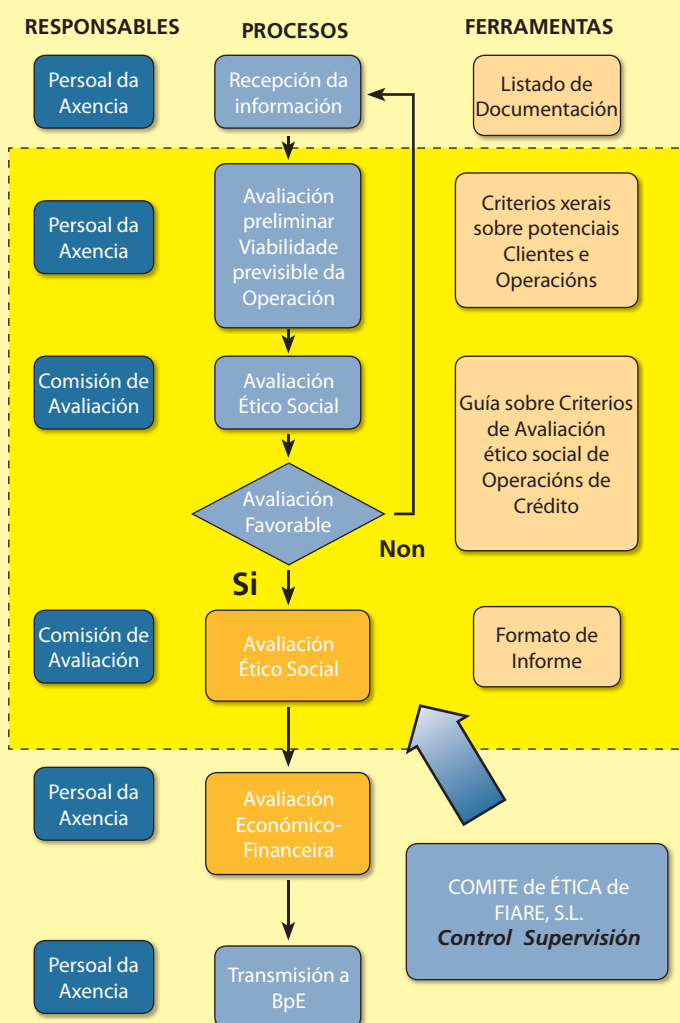 RESPONSABLES
PROCESOS
FERRAMENTAS
Persoal da
Axencia
Recepción da
información
Listado de
Documentación
Persoal da
Axencia
Avaliación
preliminar
Viabilidade
previsible da
Operación
Criterios xerais
sobre potenciais
Clientes e
Operacións
Comisión de
Avaliación
Avaliación
Ético Social
Guía sobre Criterios
de Avaliación
ético social de
Operacións de
Crédito
Avaliación
Favorable
Non
Si
Comisión de
Avaliación
Avaliación
Ético Social
Formato de
Informe
Persoal da
Axencia
Avaliación
Económico-
Financeira
COMITE de ÉTICA de
FIARE, S.L.
Control Supervisión
Persoal da
Axencia
Transmisión a
BpE